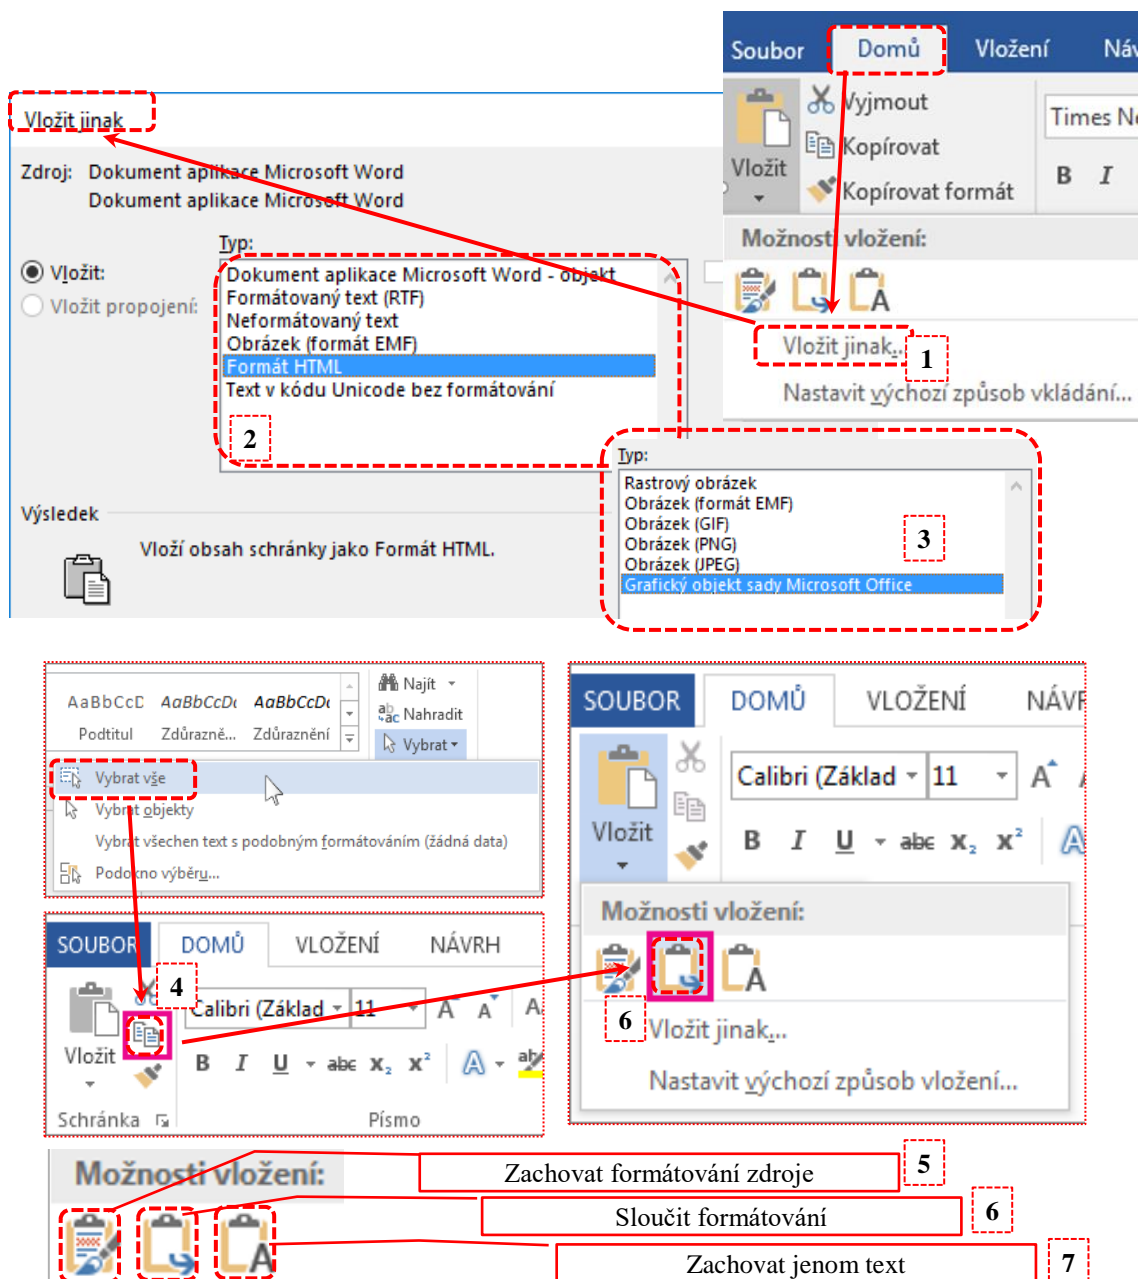 Soubor Domů Vložení Náv
Vložit jinak
Vyjmout
Kopírovat
Kopírovat formát
Vložit
Times Ne
B I
Zdroj: Dokument aplikace Microsoft Word
Dokument aplikace Microsoft Word
Možnosti vložení:
Typ:
Vložit:
Vložit propojení:
Dokument aplikace Microsoft Word - objekt
Formátovaný text (RTF)
Neformátovaný text
Obrázek (formát EMF)
Formát HTML
Text v kódu Unicode bez formátování
2
Vložit jinak...
1
Nastavit výchozí způsob vkládání...
Typ:
Rastrový obrázek
Obrázek (formát EMF)
Obrázek (GIF)
Obrázek (PNG)
Obrázek (JPEG)
Grafický objekt sady Microsoft Office
3
Výsledek
Vloží obsah schránky jako Formát HTML.
AaBbCcD AaBbCcDd AaBbCcDd
Podtitul Zdůrazně... Zdůraznění
Najít
Nahradit
Vybrat
Vybrat vše
Vybrat objekty
Vybrat všechen text s podobným formátováním (žádná data)
Podokno výběru...
SOUBOR DOMŮ VLOŽENÍ NÁVR
Calibri (Základ 11 A
Vložit
B I U abc x₂ x² A
Možnosti vložení:
A
6
Vložit jinak...
Nastavit výchozí způsob vložení...
SOUBOR DOMŮ VLOŽENÍ NÁVRH
4
Calibri (Základ 11 A A A
Vložit
B I U abc x₂ x² A ab
Schránka Písmo
Možnosti vložení:
Zachovat formátování zdroje 5
Sloučit formátování 6
A
Zachovat jenom text 7